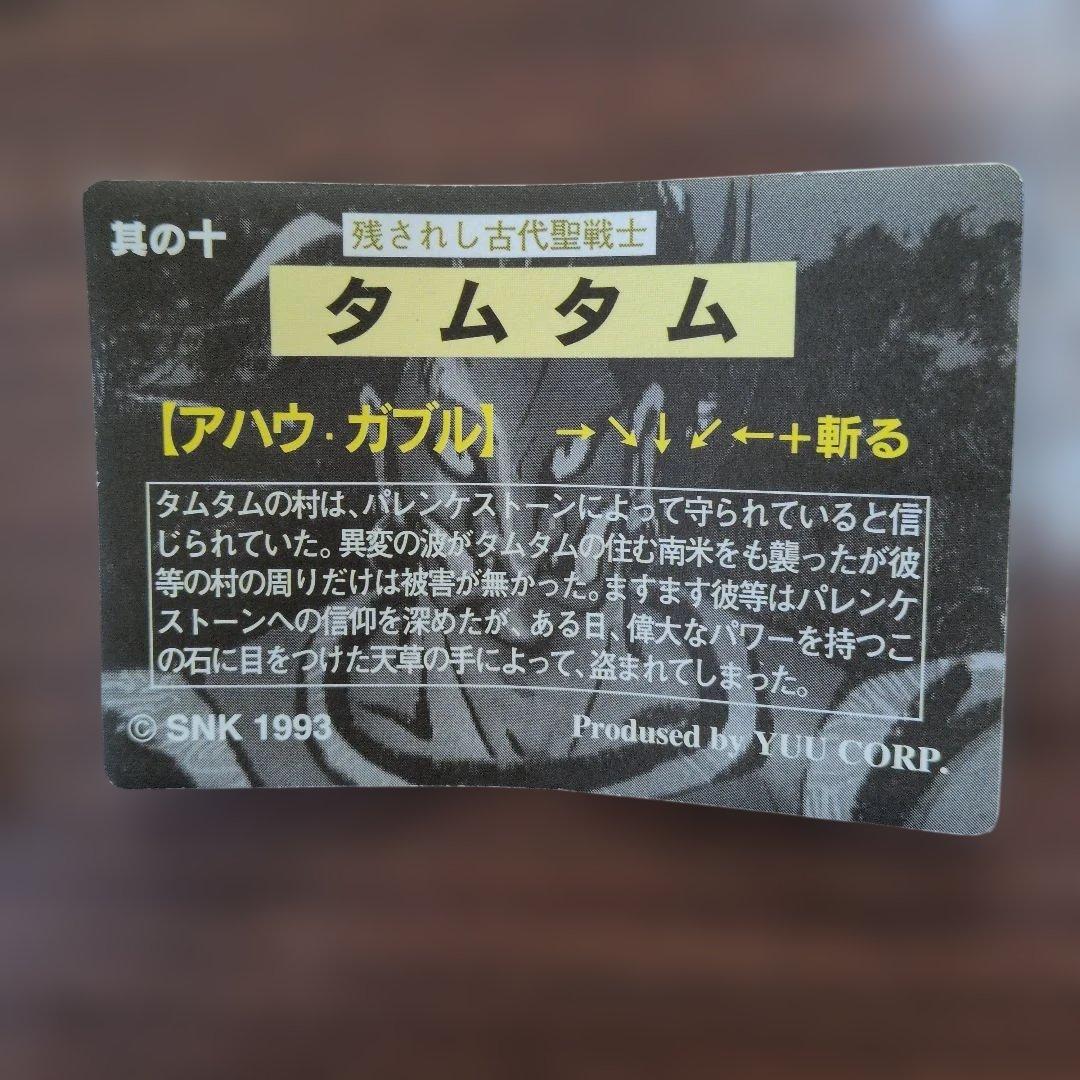 其の十
残されし古代聖戦士
タムタム
【アハウ・ガブル】 →↘↓↙←+斬る
タムタムの村は、パレンケストーンによって守られていると信
じられていた。異変の波がタムタムの住む南米をも襲ったが彼
等の村の周りだけは被害が無かった。ますます彼等はパレンケ
ストーンへの信仰を深めたが、ある日、偉大なパワーを持つこ
の石に目をつけた天草の手によって、盗まれてしまった。
© SNK 1993
Prodused by YUU CORP.